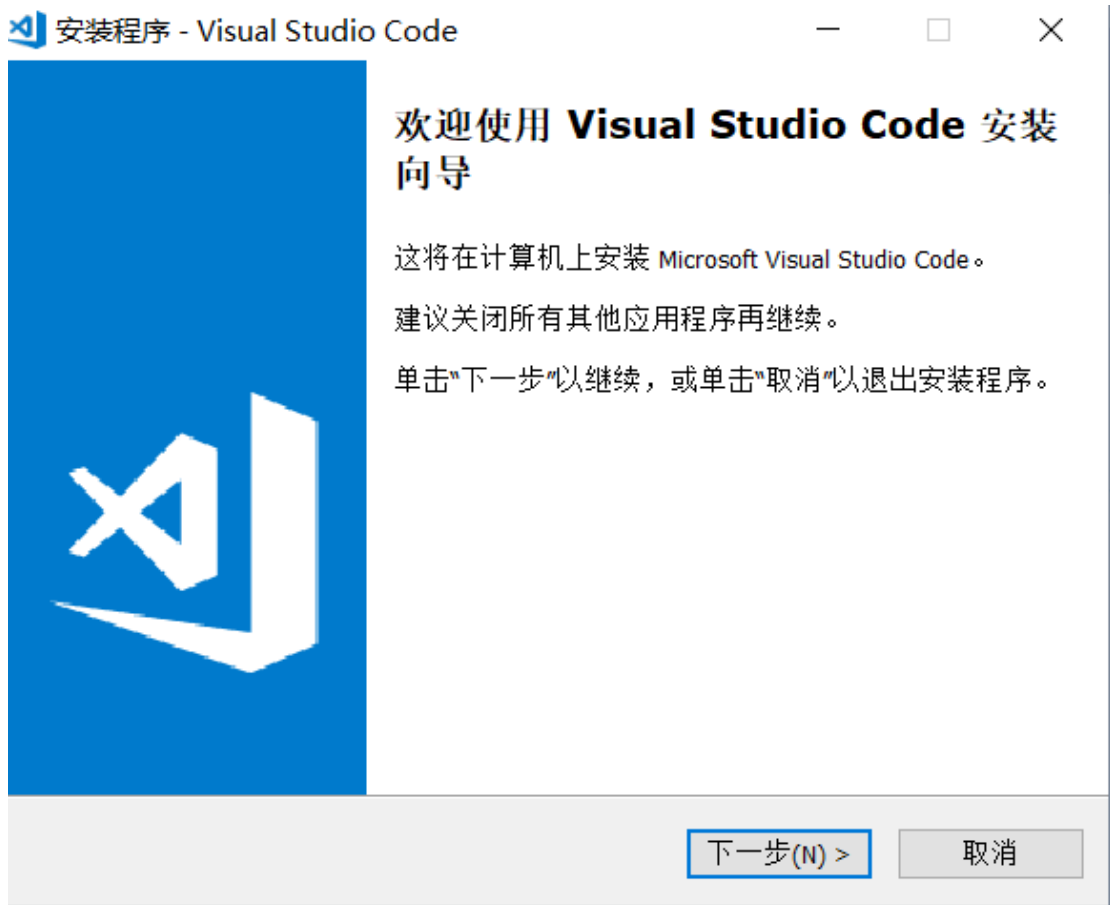 安装程序 - Visual Studio Code
欢迎使用 Visual Studio Code 安装
向导
这将在计算机上安装 Microsoft Visual Studio Code。
建议关闭所有其他应用程序再继续。
单击“下一步”以继续，或单击“取消”以退出安装程序。
下一步(N) >
取消